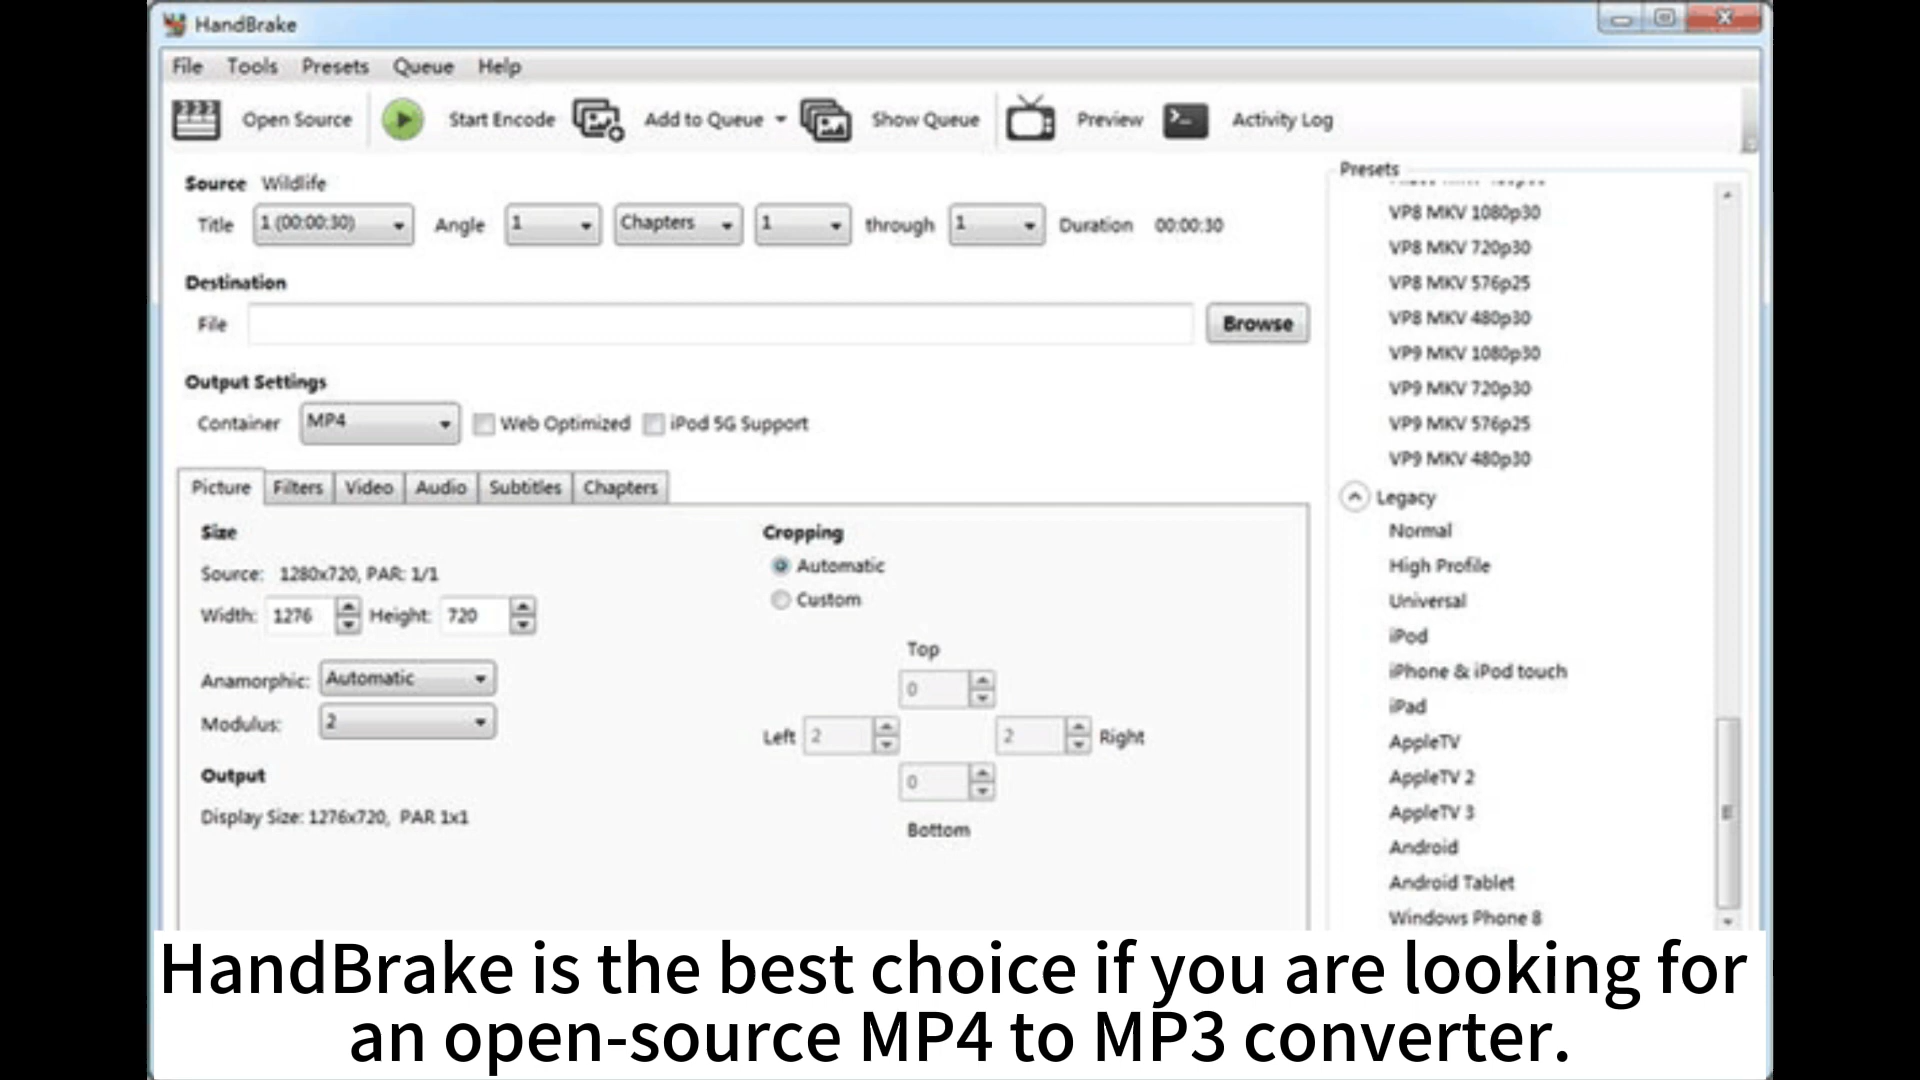 HandBrake
File Tools Presets Queue Help
Open Source Start Encode Add to Queue Show Queue Preview Activity Log
Source Wildlife
Title 1 (00:00:30) Angle 1 Chapters 1 through 1 Duration 00:00:30
Destination
File Browse
Output Settings
Container MP4 Web Optimized iPod 5G Support
Picture Filters Video Audio Subtitles Chapters
Size
Source: 1280x720, PAR: 1/1
Width: 1276 Height: 720
Anamorphic: Automatic
Modulus: 2
Output
Display Size: 1276x720, PAR 1x1
Cropping
Automatic
Custom
Top
0
Left 2 2 Right
0
Bottom
Presets
VP8 MKV 1080p30
VP8 MKV 720p30
VP8 MKV 576p25
VP8 MKV 480p30
VP9 MKV 1080p30
VP9 MKV 720p30
VP9 MKV 576p25
VP9 MKV 480p30
Legacy
Normal
High Profile
Universal
iPod
iPhone & iPod touch
iPad
AppleTV
AppleTV 2
AppleTV 3
Android
Android Tablet
Windows Phone 8
HandBrake is the best choice if you are looking for
an open-source MP4 to MP3 converter.